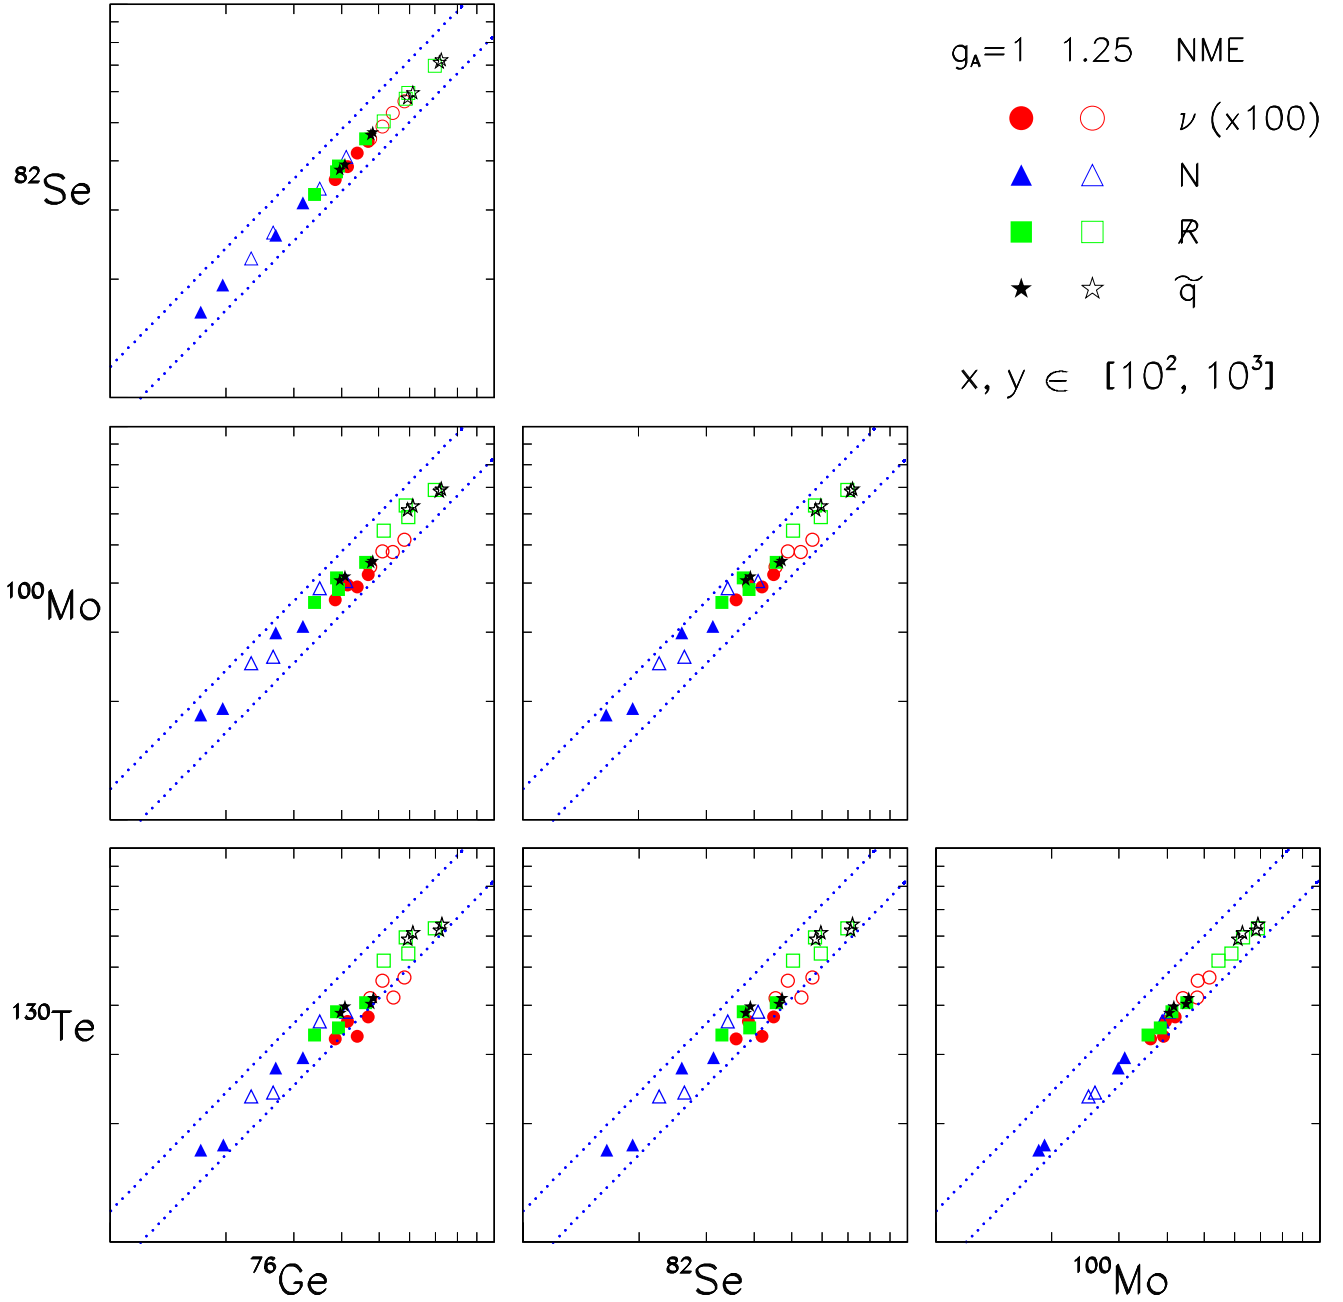 g_A=1 1.25 NME
ν (x100)
⁸²Se
N
R̸
q̃
x, y ∈ [10², 10³]
¹⁰⁰Mo
¹³⁰Te
⁷⁶Ge ⁸²Se ¹⁰⁰Mo